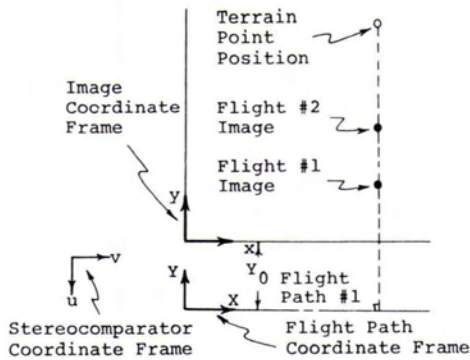 Terrain
Point
Position
Image
Coordinate
Frame
Flight #2
Image
Flight #1
Image
y
x
v
u
Y
X
Y0 Flight
Path #1
Stereocomparator
Coordinate Frame
Flight Path
Coordinate Frame